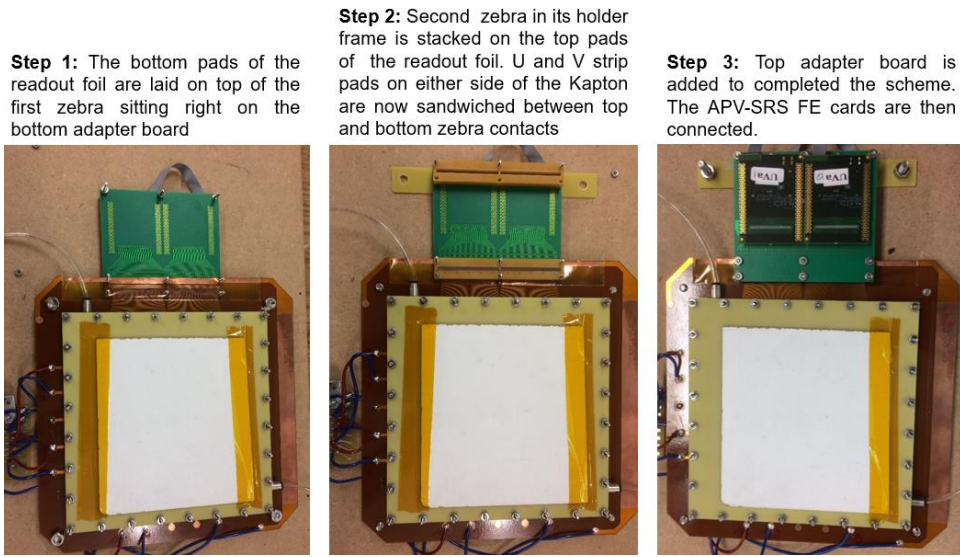 Step 1: The bottom pads of the
readout foil are laid on top of the
first zebra sitting right on the
bottom adapter board
Step 2: Second zebra in its holder
frame is stacked on the top pads
of the readout foil. U and V strip
pads on either side of the Kapton
are now sandwiched between top
and bottom zebra contacts
Step 3: Top adapter board is
added to completed the scheme.
The APV-SRS FE cards are then
connected.